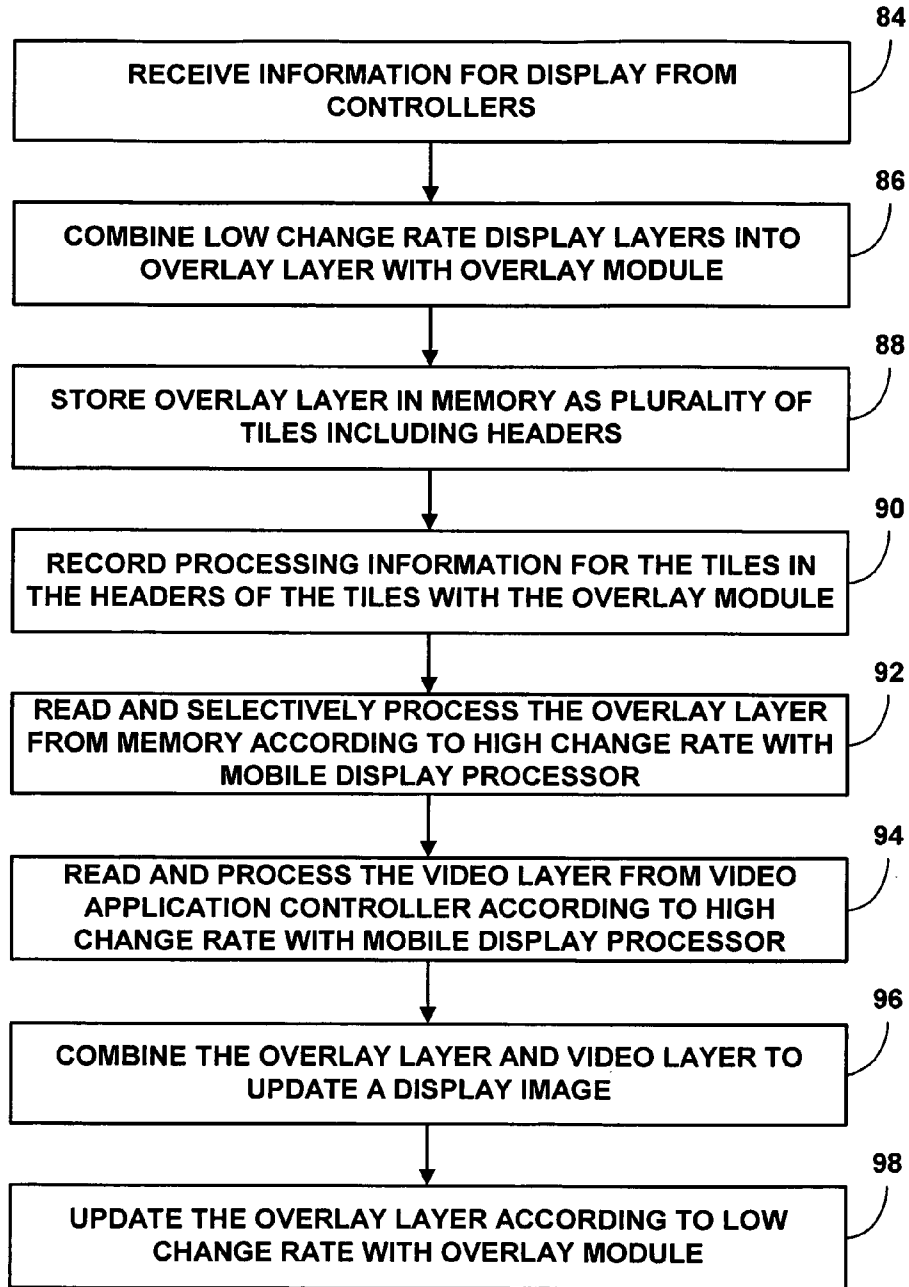 84
RECEIVE INFORMATION FOR DISPLAY FROM
CONTROLLERS
86
COMBINE LOW CHANGE RATE DISPLAY LAYERS INTO
OVERLAY LAYER WITH OVERLAY MODULE
88
STORE OVERLAY LAYER IN MEMORY AS PLURALITY OF
TILES INCLUDING HEADERS
90
RECORD PROCESSING INFORMATION FOR THE TILES IN
THE HEADERS OF THE TILES WITH THE OVERLAY MODULE
92
READ AND SELECTIVELY PROCESS THE OVERLAY LAYER
FROM MEMORY ACCORDING TO HIGH CHANGE RATE WITH
MOBILE DISPLAY PROCESSOR
94
READ AND PROCESS THE VIDEO LAYER FROM VIDEO
APPLICATION CONTROLLER ACCORDING TO HIGH
CHANGE RATE WITH MOBILE DISPLAY PROCESSOR
96
COMBINE THE OVERLAY LAYER AND VIDEO LAYER TO
UPDATE A DISPLAY IMAGE
98
UPDATE THE OVERLAY LAYER ACCORDING TO LOW
CHANGE RATE WITH OVERLAY MODULE